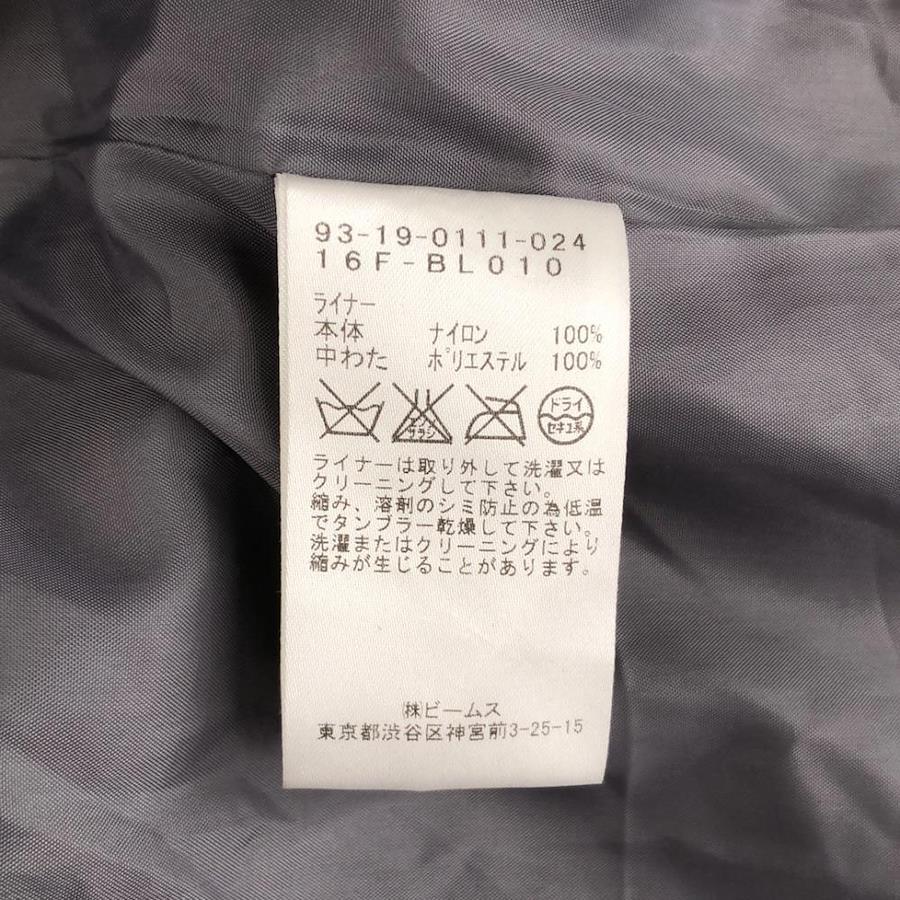 93-19-0111-024
16F-BL010
ライナー
本体 ナイロン 100%
中わた ポリエステル 100%
エンソ サラシ ドライ セキユ系
ライナーは取り外して洗濯又は
クリーニングして下さい。
縮み、溶剤のシミ防止の為低温
でタンブラー乾燥して下さい。
洗濯またはクリーニングにより
縮みが生じることがあります。
㈱ビームス
東京都渋谷区神宮前3-25-15